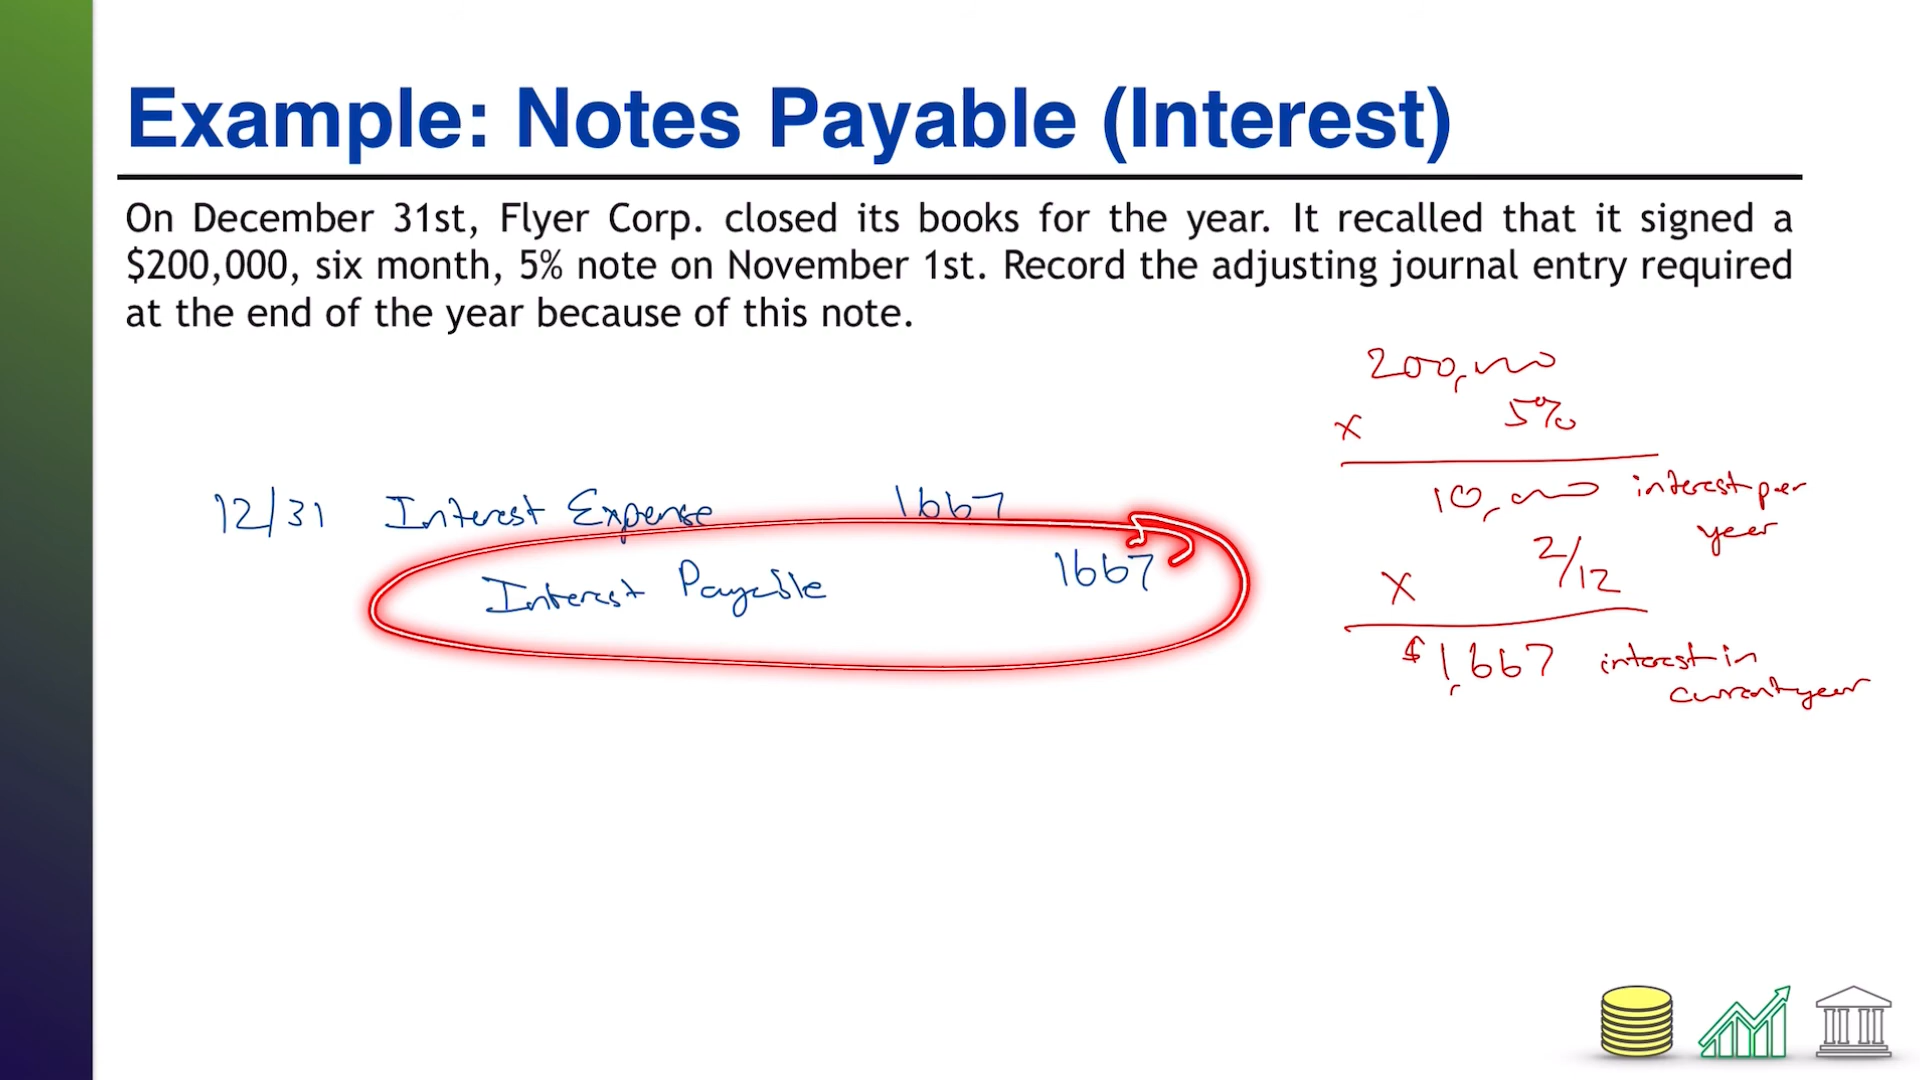 Example: Notes Payable (Interest)
On December 31st, Flyer Corp. closed its books for the year. It recalled that it signed a
$200,000, six month, 5% note on November 1st. Record the adjusting journal entry required
at the end of the year because of this note.
200,000
x 5%
10,000 interest per
year
x 2/12
$1,667 interest in
current year
12/31 Interest Expense 1667
Interest Payable 1667